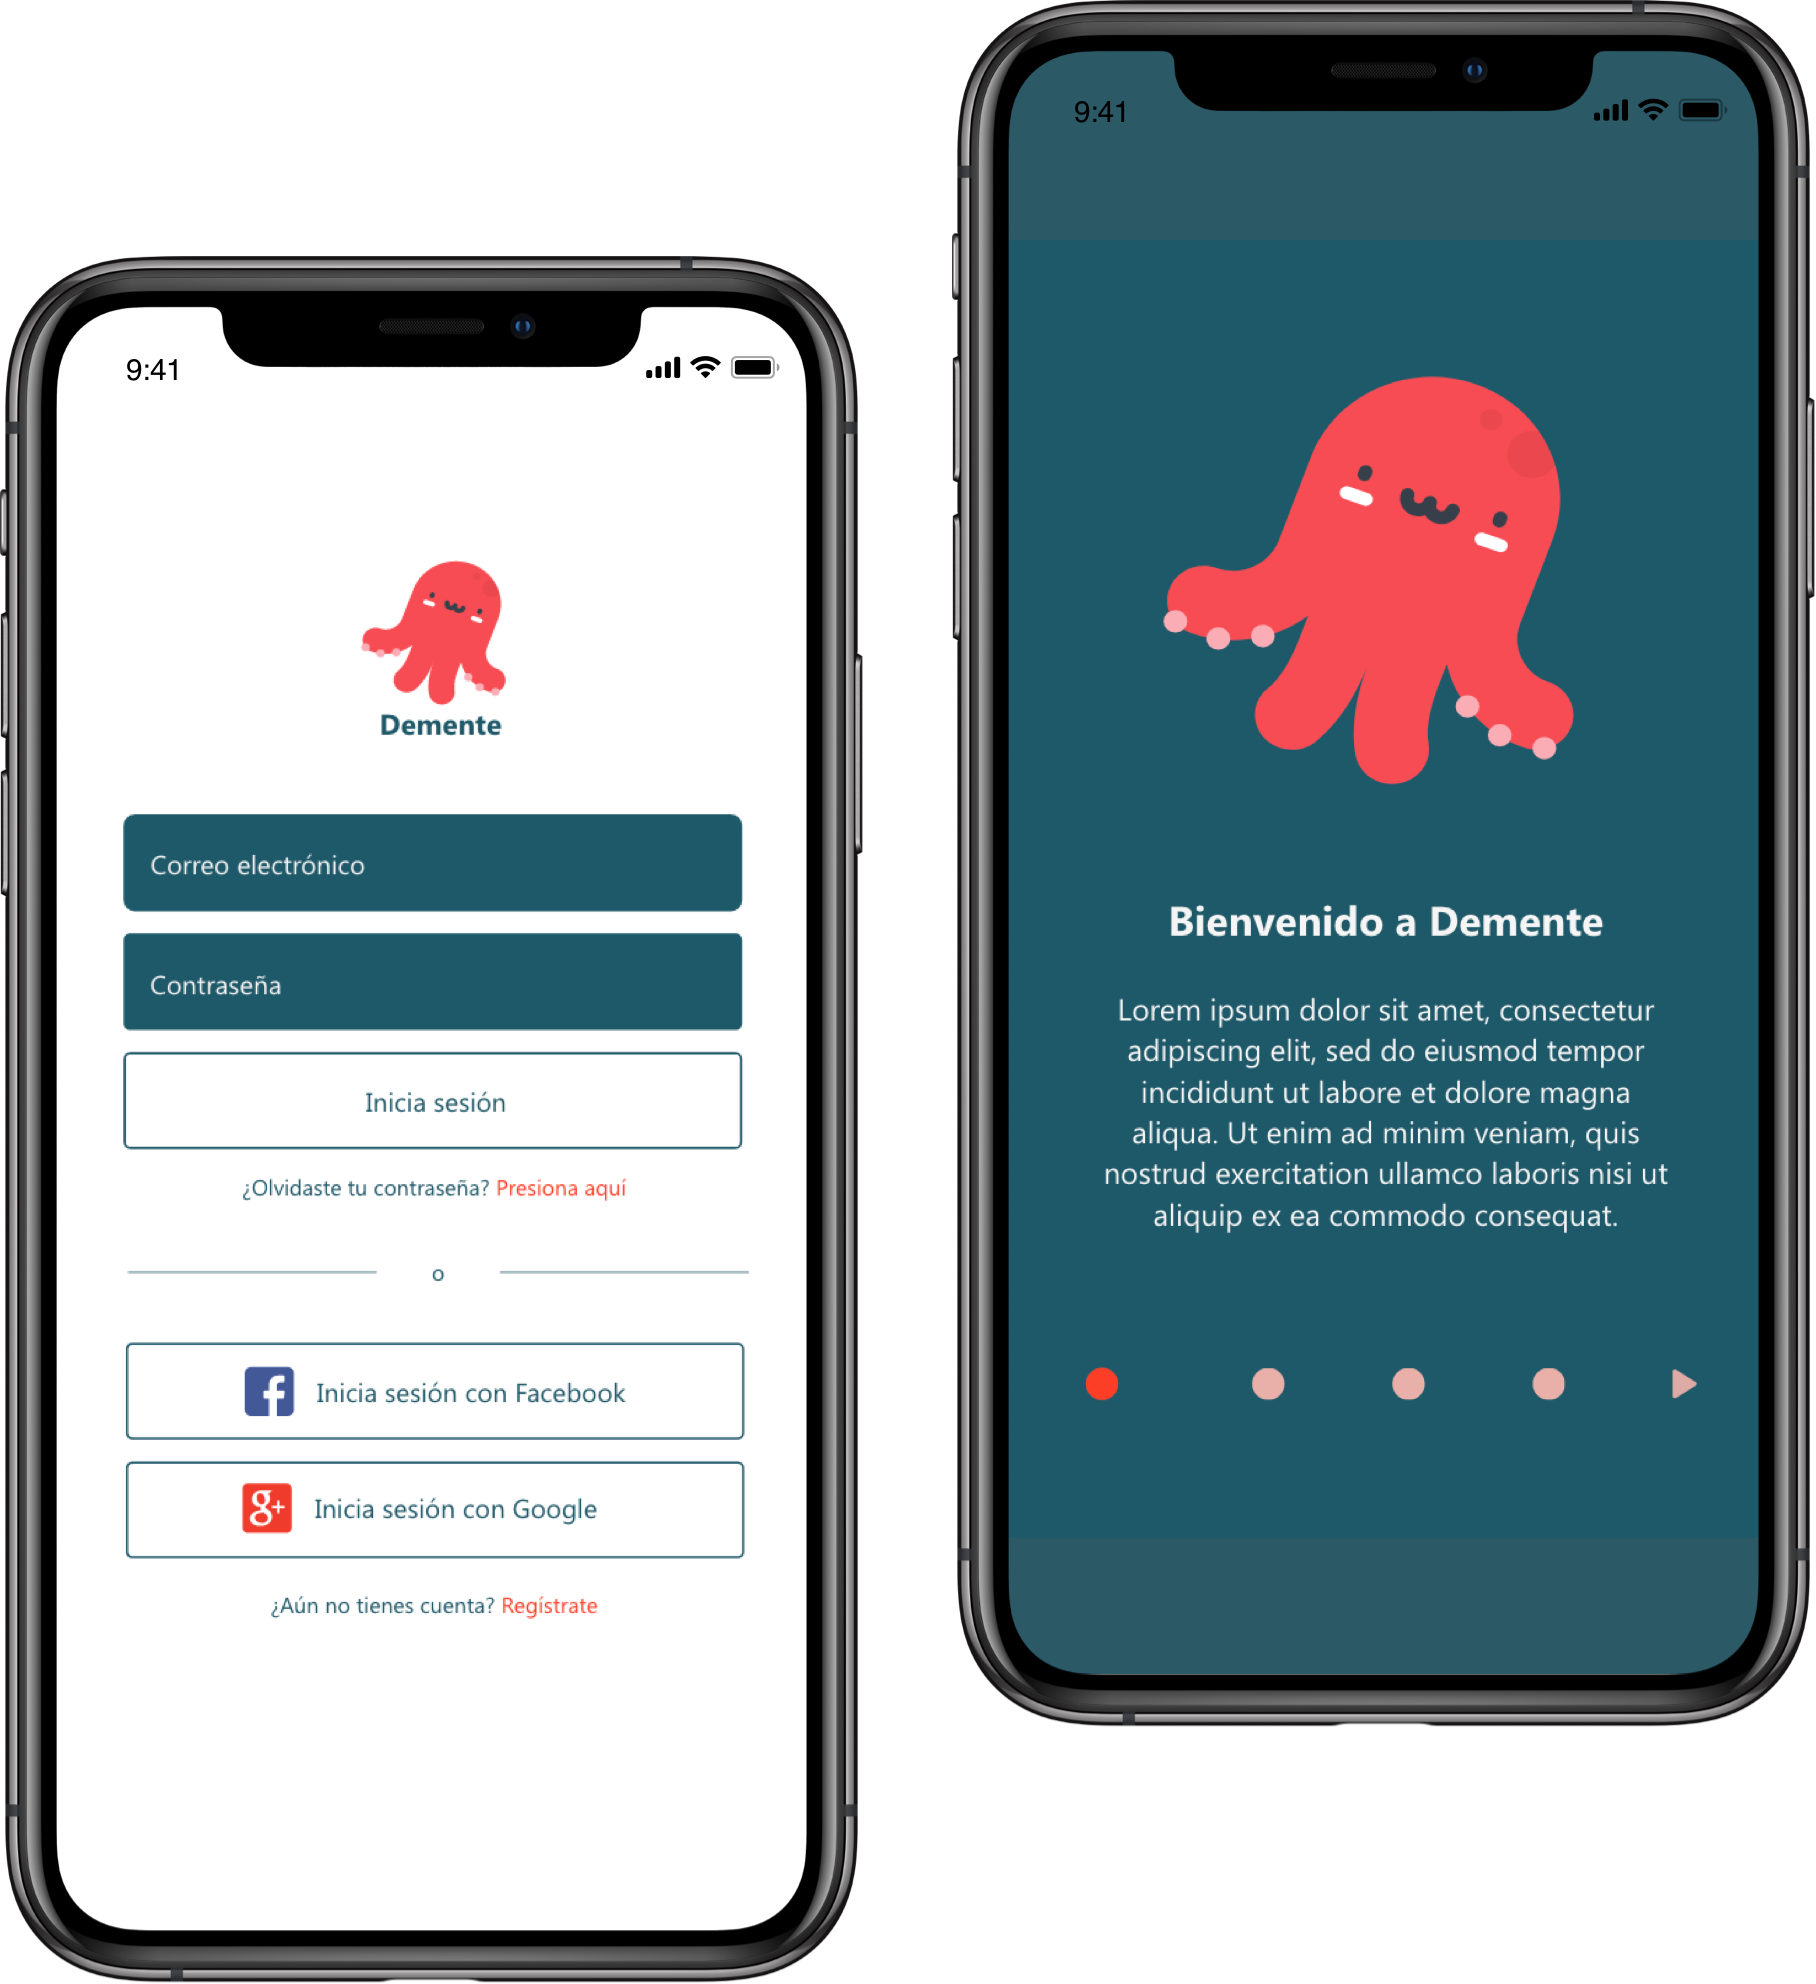 9:41
Demente
Correo electrónico
Contraseña
Inicia sesión
¿Olvidaste tu contraseña? Presiona aquí
o
f Inicia sesión con Facebook
g+ Inicia sesión con Google
¿Aún no tienes cuenta? Regístrate
9:41
Bienvenido a Demente
Lorem ipsum dolor sit amet, consectetur
adipiscing elit, sed do eiusmod tempor
incididunt ut labore et dolore magna
aliqua. Ut enim ad minim veniam, quis
nostrud exercitation ullamco laboris nisi ut
aliquip ex ea commodo consequat.